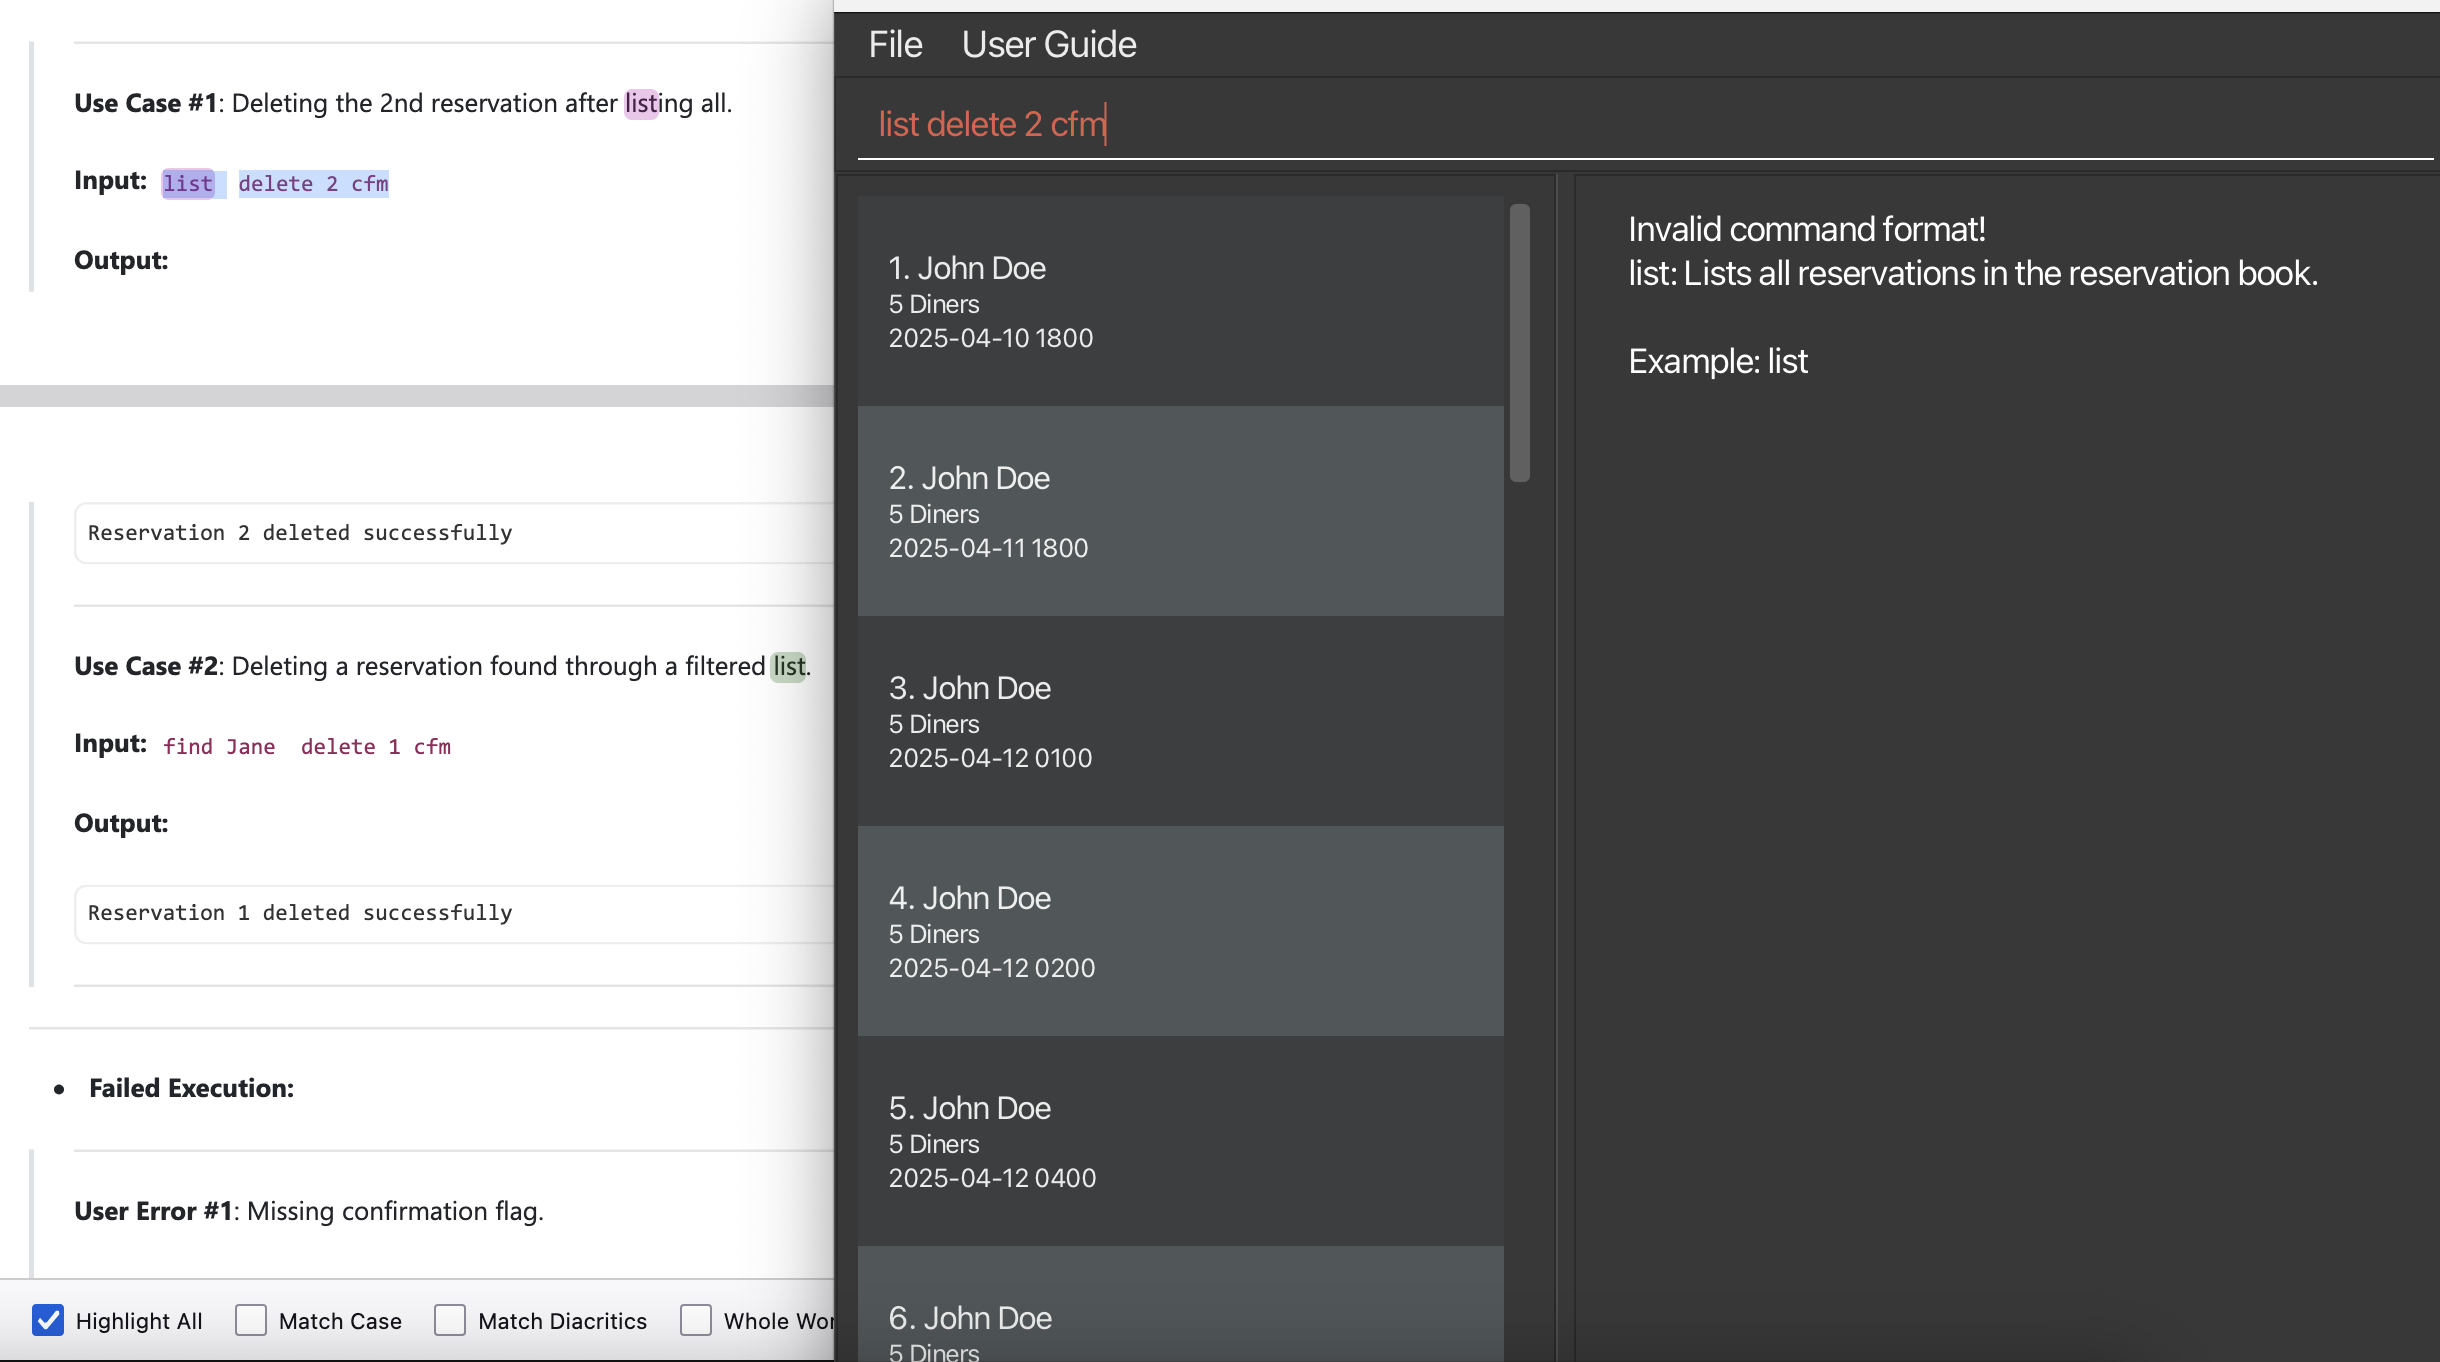 Use Case #1: Deleting the 2nd reservation after listing all.
Input: list delete 2 cfm
Output:
Reservation 2 deleted successfully
Use Case #2: Deleting a reservation found through a filtered list.
Input: find Jane delete 1 cfm
Output:
Reservation 1 deleted successfully
Failed Execution:
User Error #1: Missing confirmation flag.
Highlight All Match Case Match Diacritics Whole Wor
File User Guide
list delete 2 cfm
1. John Doe
5 Diners
2025-04-10 1800
2. John Doe
5 Diners
2025-04-11 1800
3. John Doe
5 Diners
2025-04-12 0100
4. John Doe
5 Diners
2025-04-12 0200
5. John Doe
5 Diners
2025-04-12 0400
6. John Doe
5 Diners
Invalid command format!
list: Lists all reservations in the reservation book.
Example: list